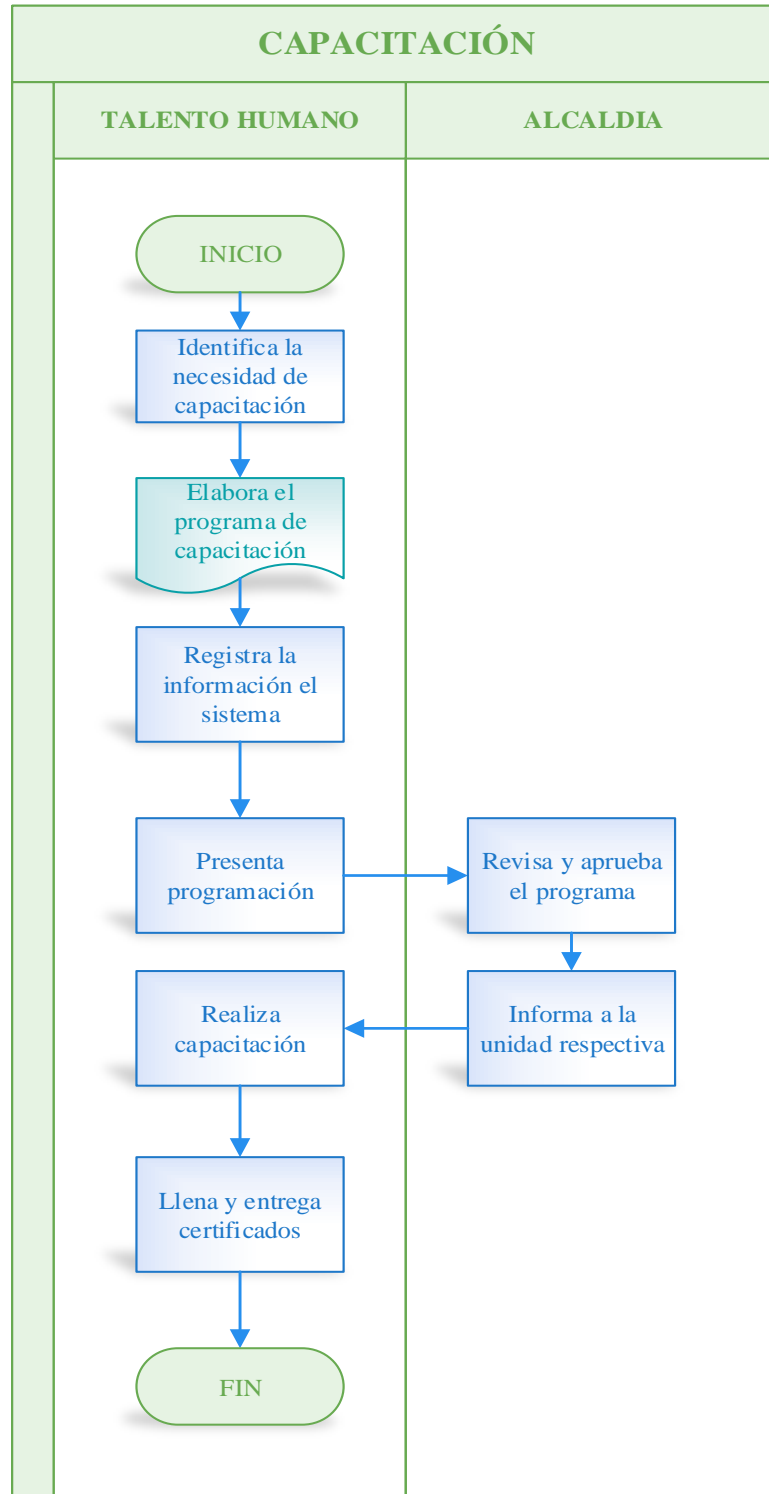 CAPACITACIÓN
TALENTO HUMANO
ALCALDIA
INICIO
Identifica la
necesidad de
capacitación
Elabora el
programa de
capacitación
Registra la
información el
sistema
Presenta
programación
Revisa y aprueba
el programa
Informa a la
unidad respectiva
Realiza
capacitación
Llena y entrega
certificados
FIN